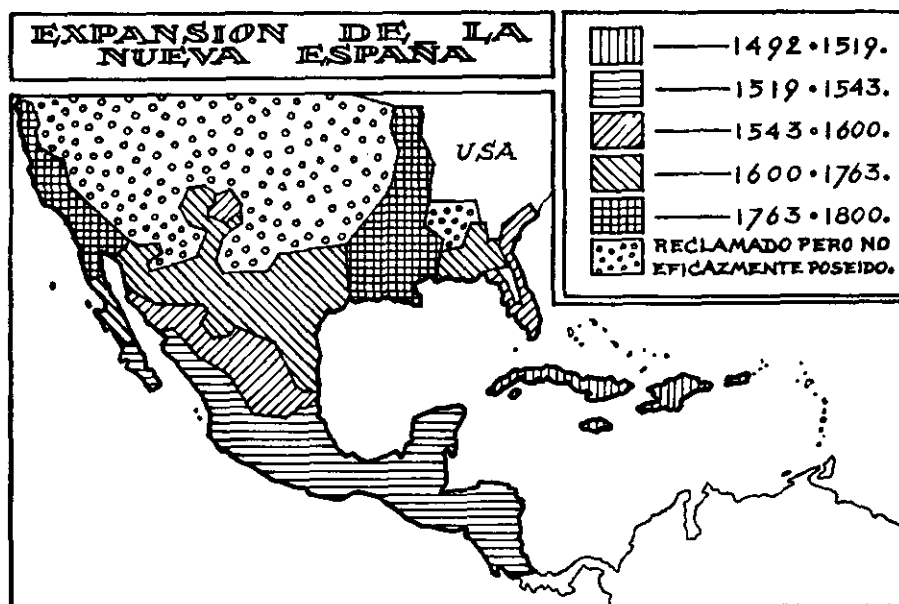 EXPANSION DE LA
NUEVA ESPAÑA
1492•1519.
1519•1543.
1543•1600.
1600•1763.
1763•1800.
RECLAMADO PERO NO
EFICAZMENTE POSEIDO.
USA